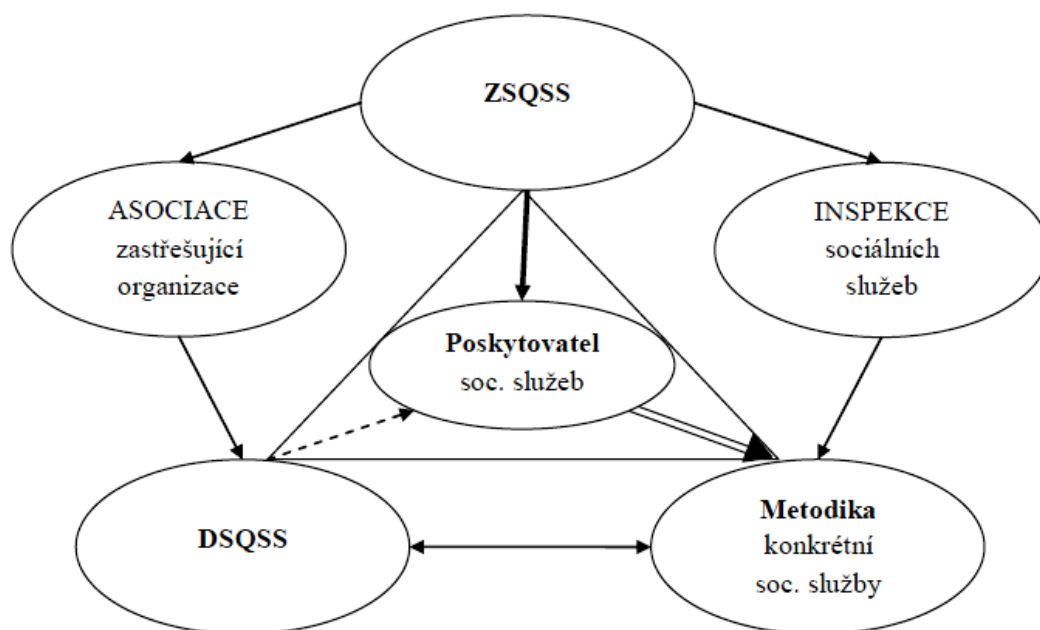 ZSQSS
ASOCIACE
zastřešující
organizace
INSPEKCE
sociálních
služeb
Poskytovatel
soc. služeb
DSQSS
Metodika
konkrétní
soc. služby